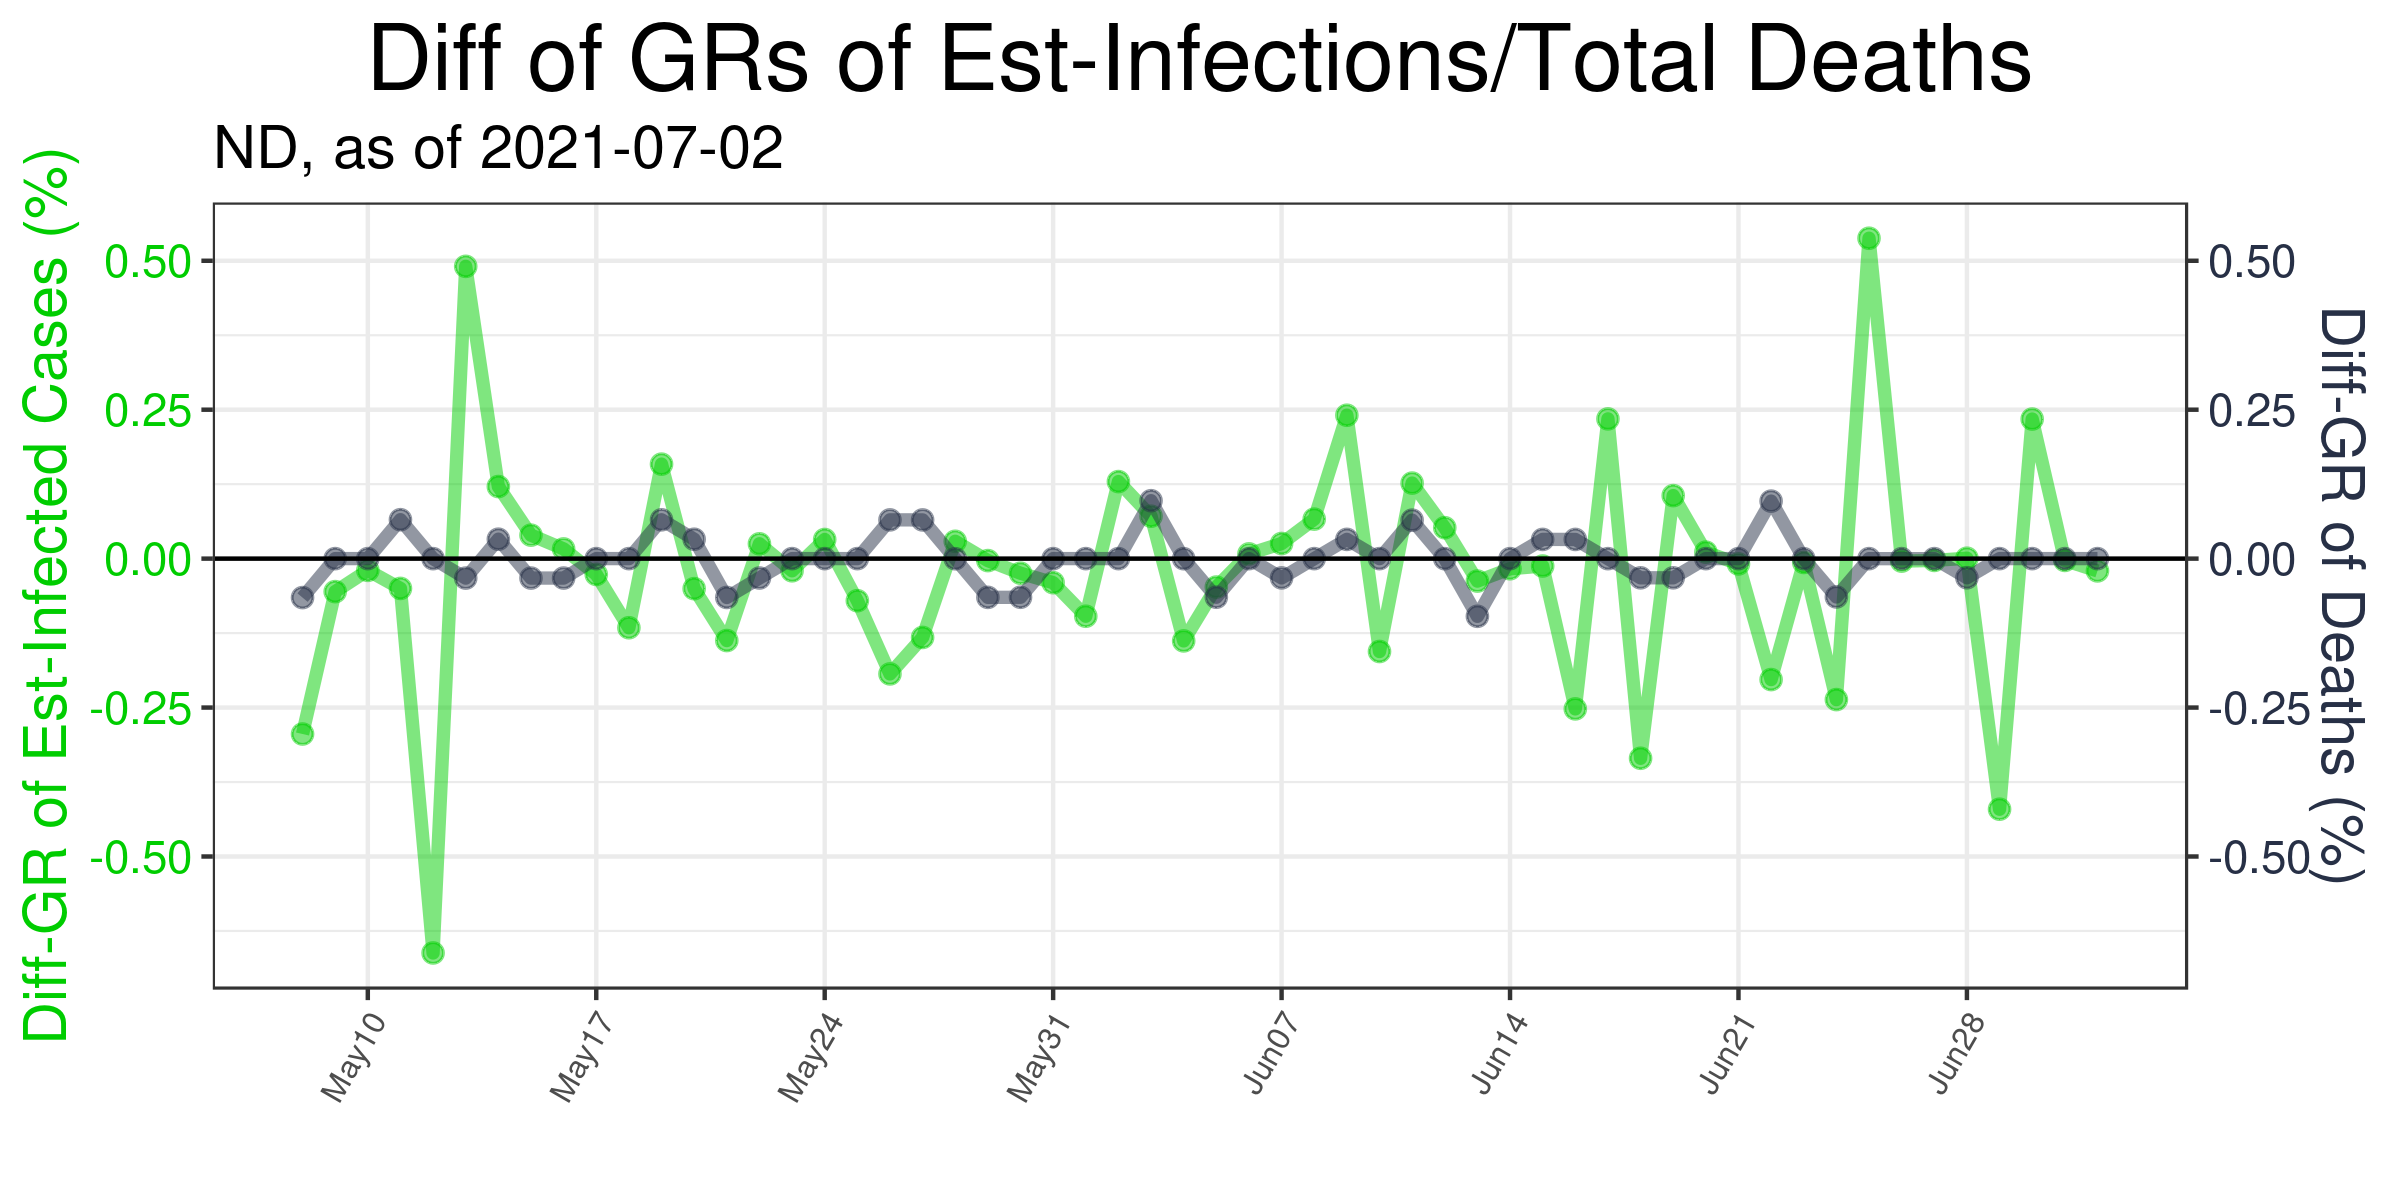 Diff of GRs of Est-Infections/Total Deaths
ND, as of 2021-07-02
Diff-GR of Est-Infected Cases (%)
0.50
0.25
0.00
-0.25
-0.50
0.50
0.25
0.00
-0.25
-0.50
Diff-GR of Deaths (%)
May10
May17
May24
May31
Jun07
Jun14
Jun21
Jun28